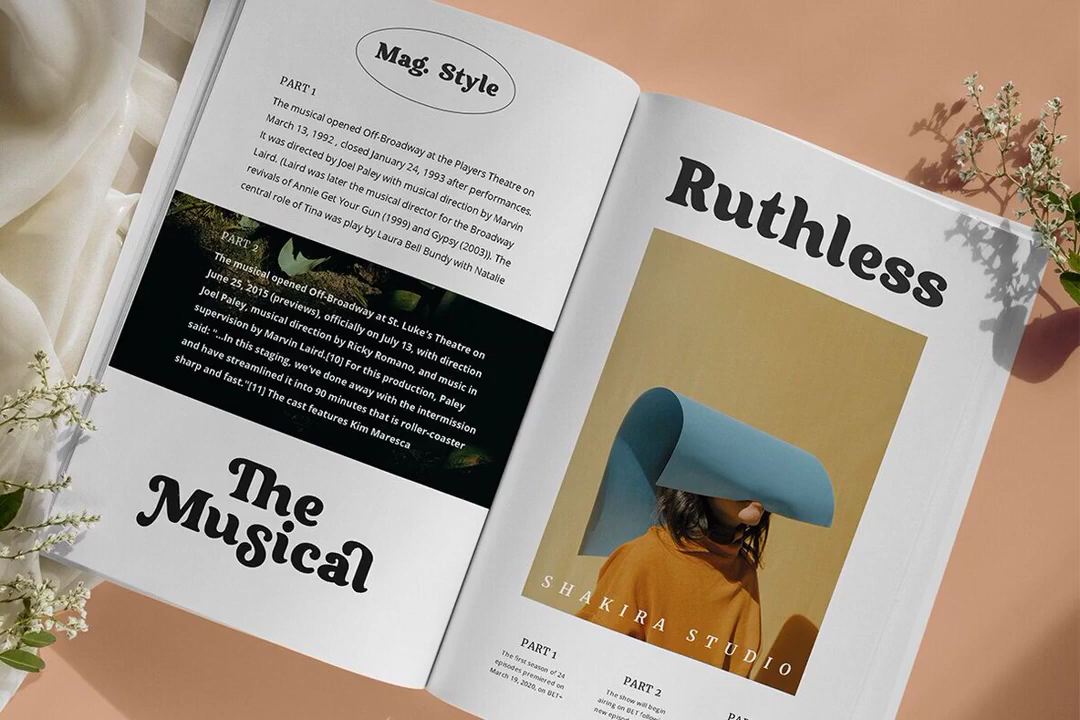 Mag. Style
PART 1
The musical opened Off-Broadway at the Players Theatre on
March 13, 1992 , closed January 24, 1993 after performances.
It was directed by Joel Paley with musical direction by Marvin
Laird. (Laird was later the musical director for the Broadway
revivals of Annie Get Your Gun (1999) and Gypsy (2003)). The
central role of Tina was play by Laura Bell Bundy with Natalie
PART 2
The musical opened Off-Broadway at St. Luke's Theatre on
June 25, 2015 (previews), officially on July 13, with direction
Joel Paley, musical direction by Ricky Romano, and music in
supervision by Marvin Laird.[10] For this production, Paley
said: "...In this staging, we've done away with the intermission
and have streamlined it into 90 minutes that is roller-coaster
sharp and fast."[11] The cast features Kim Maresca
The
Musical
Ruthless
SHAKIRA STUDIO
PART 1
The first season of 24
episodes premiered on
March 19, 2020, on BET+
PART 2
The show will begin
airing on BET
new